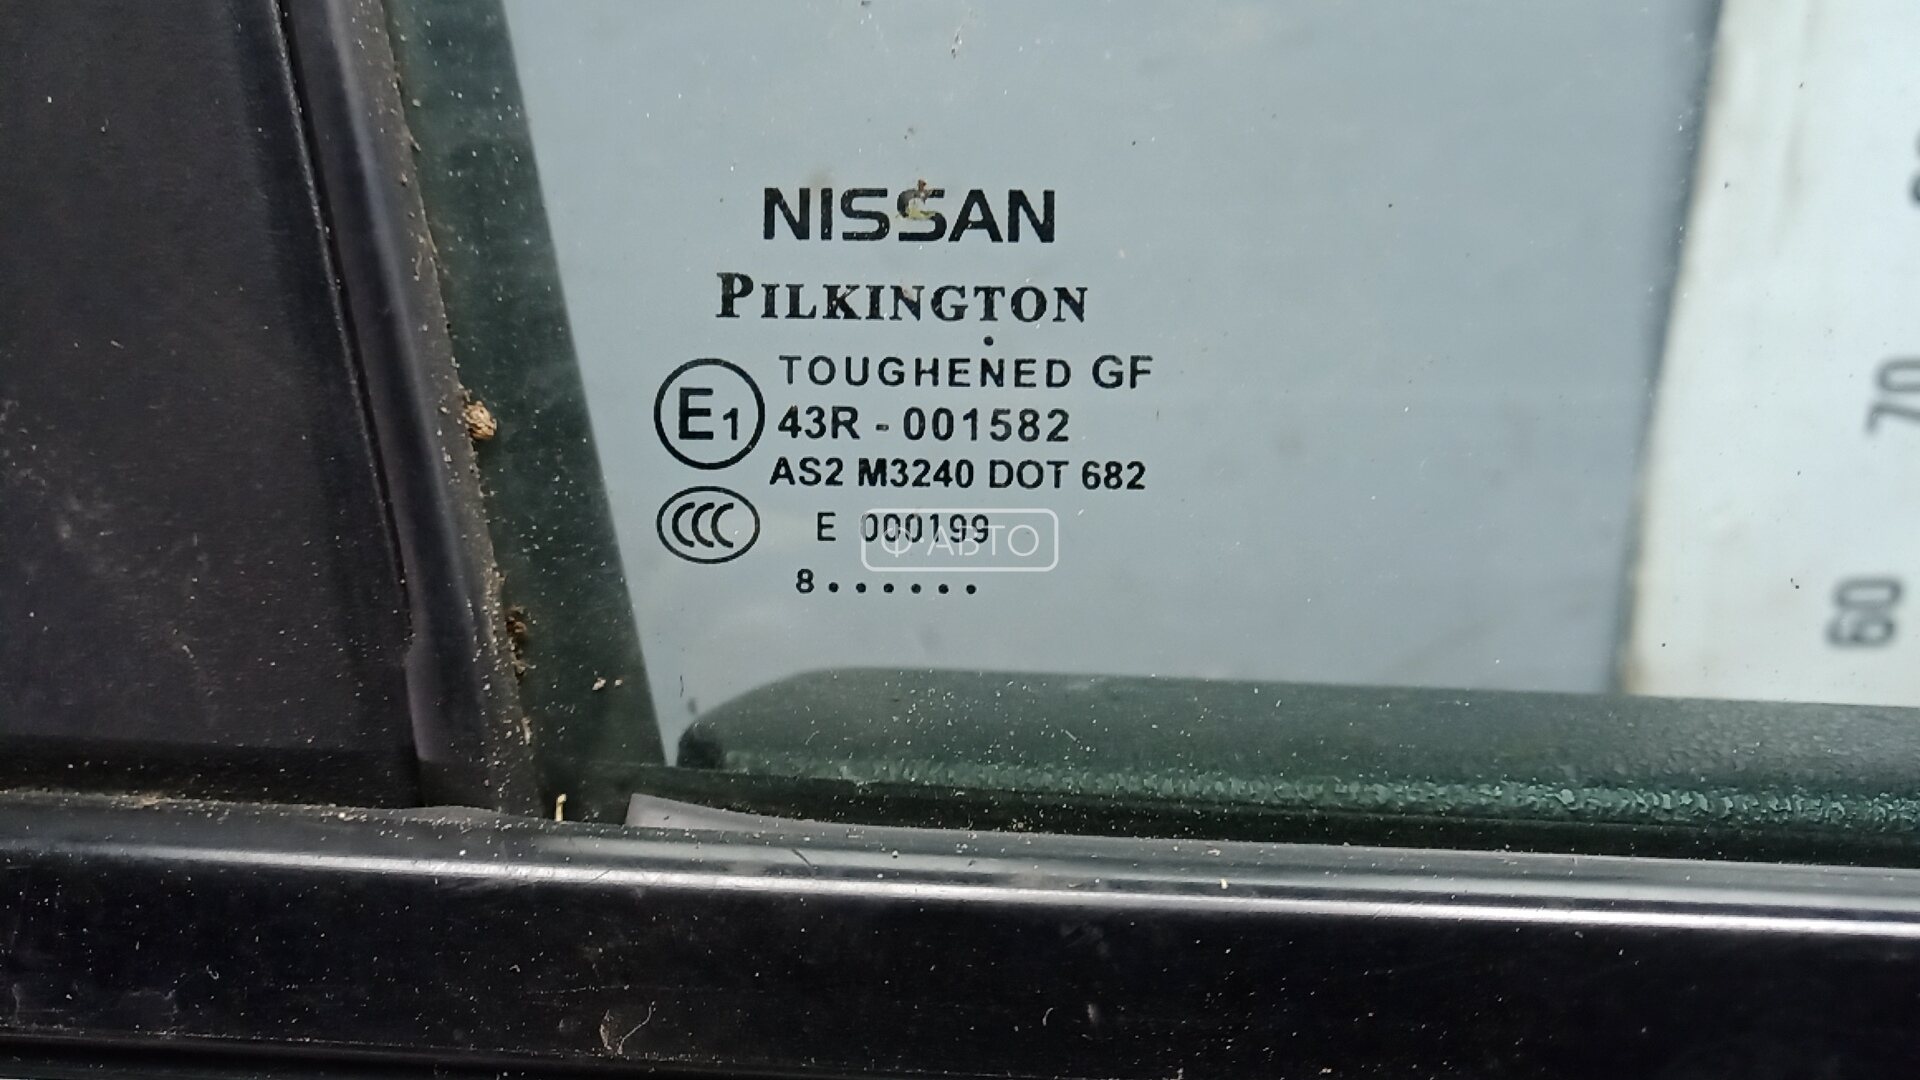 NISSAN
PILKINGTON
TOUGHENED GF
E1 43R - 001582
AS2 M3240 DOT 682
CCC E 000199
Ф АВТО
8 . . . . . .
70
60